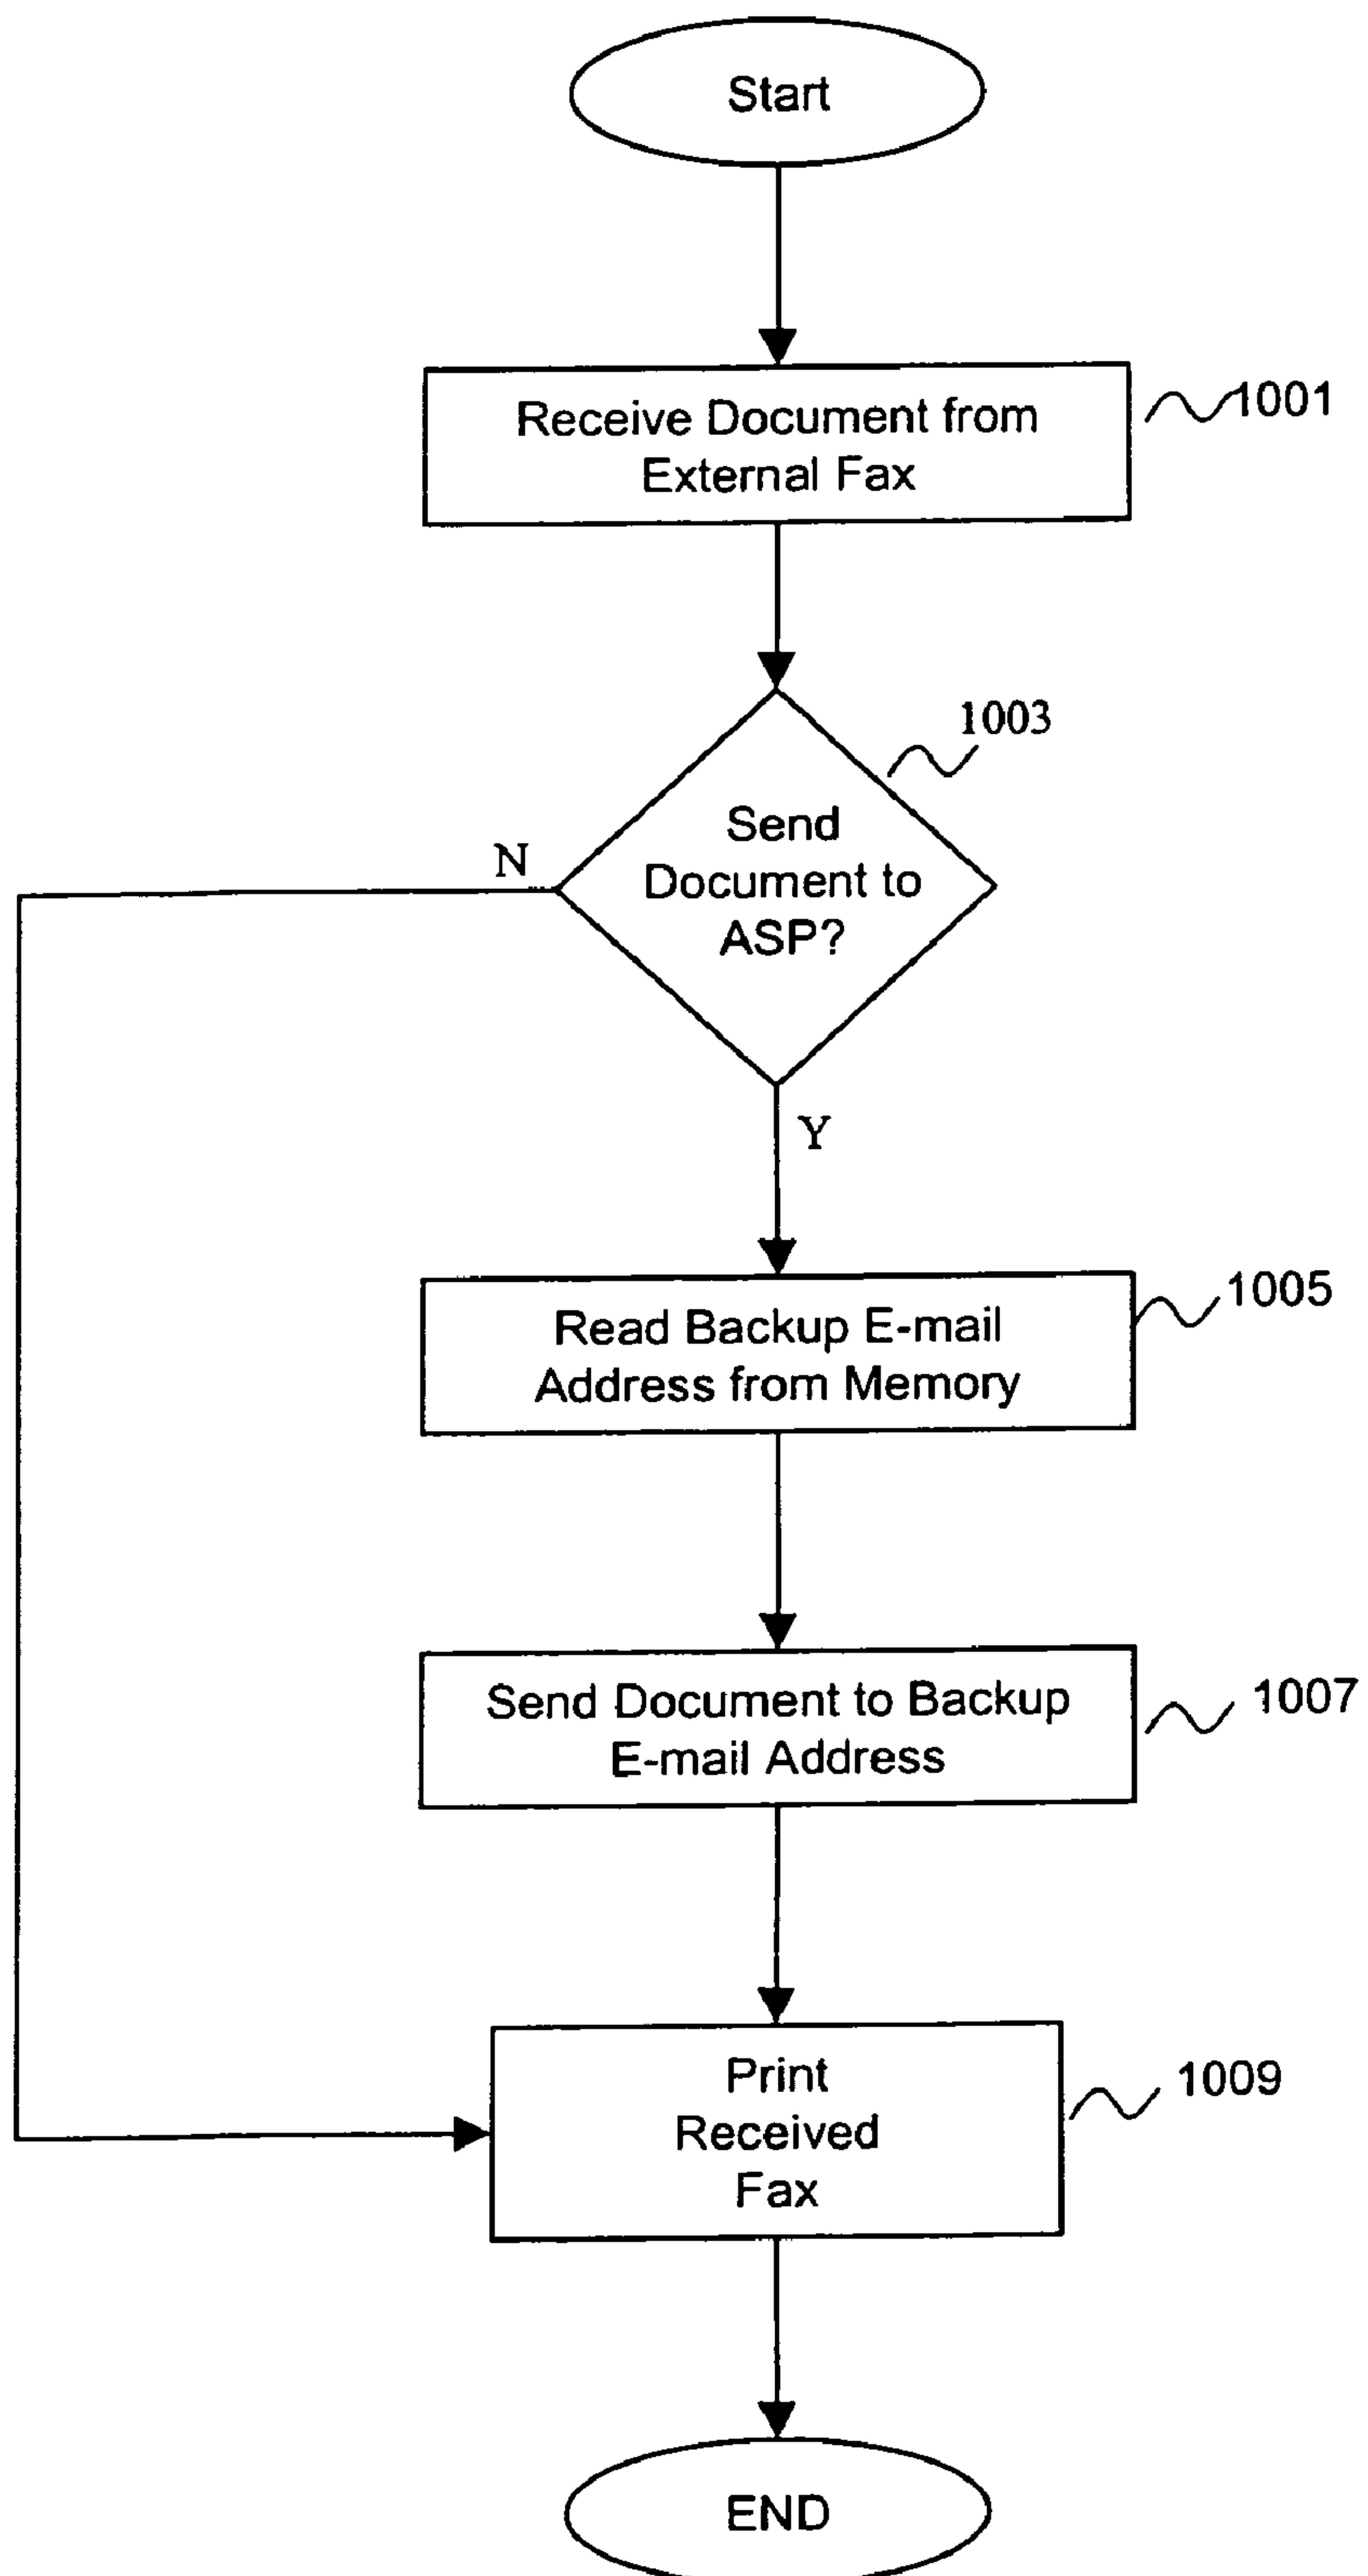 Start
Receive Document from
External Fax
1001
1003
Send
Document to
ASP?
N
Y
Read Backup E-mail
Address from Memory
1005
Send Document to Backup
E-mail Address
1007
Print
Received
Fax
1009
END